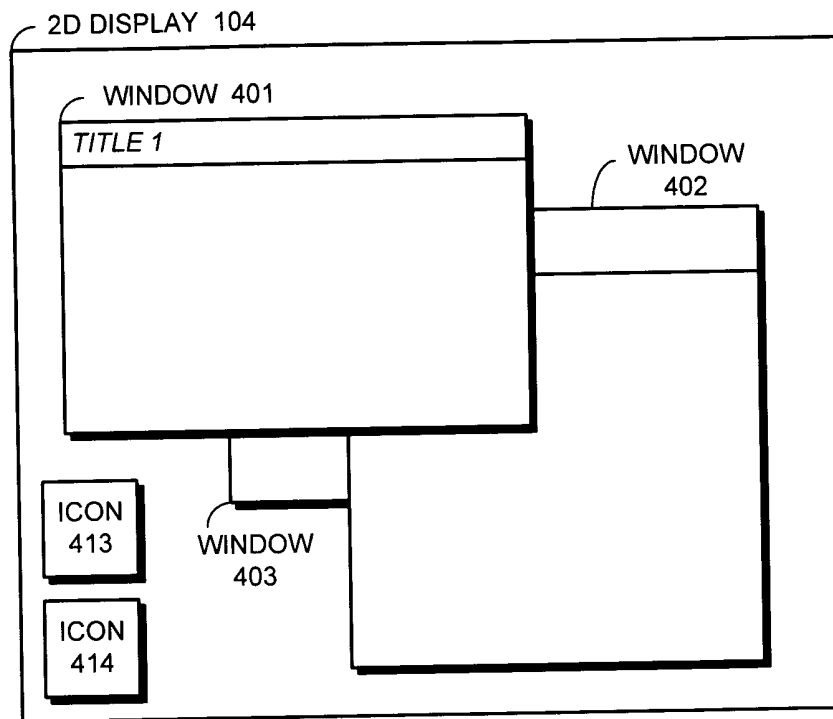 2D DISPLAY 104
WINDOW 401
TITLE 1
WINDOW
402
ICON
413
WINDOW
403
ICON
414